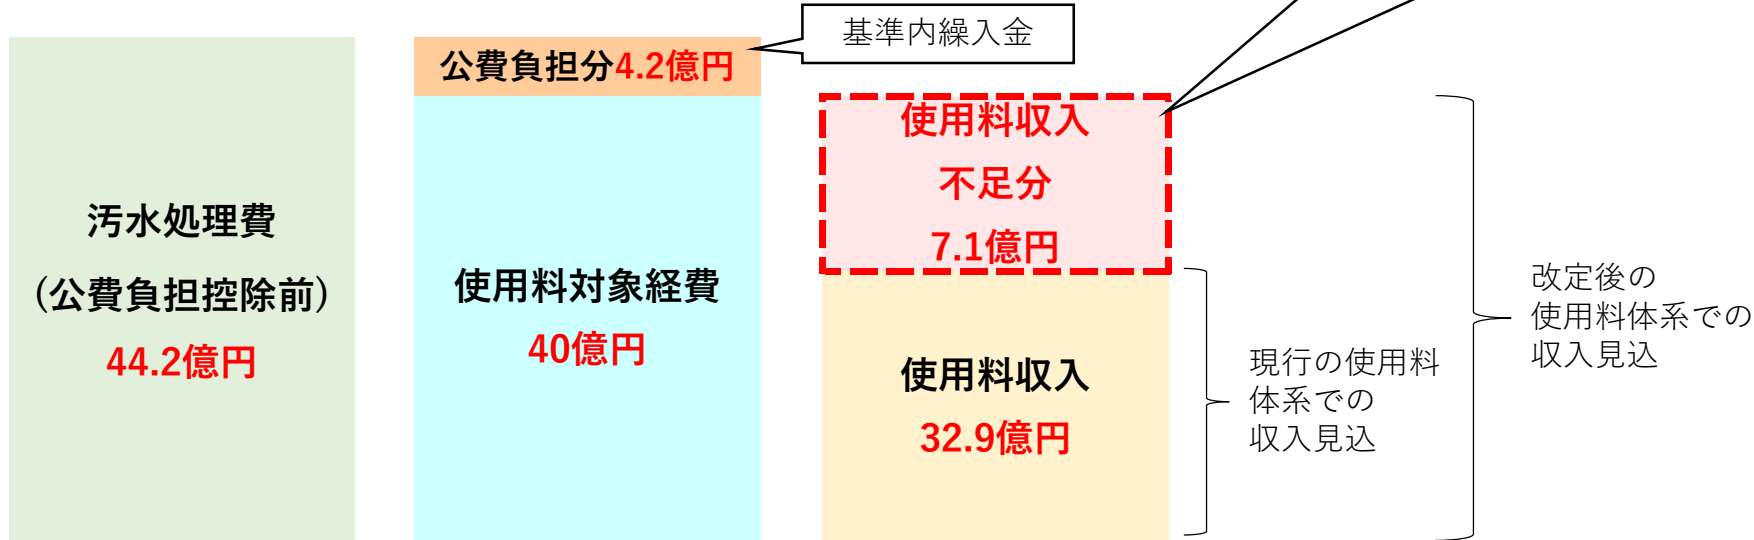 基準内繰入金
公費負担分4.2億円
汚水処理費
(公費負担控除前)
44.2億円
使用料対象経費
40億円
使用料収入
不足分
7.1億円
使用料収入
32.9億円
現行の使用料
体系での
収入見込
改定後の
使用料体系での
収入見込